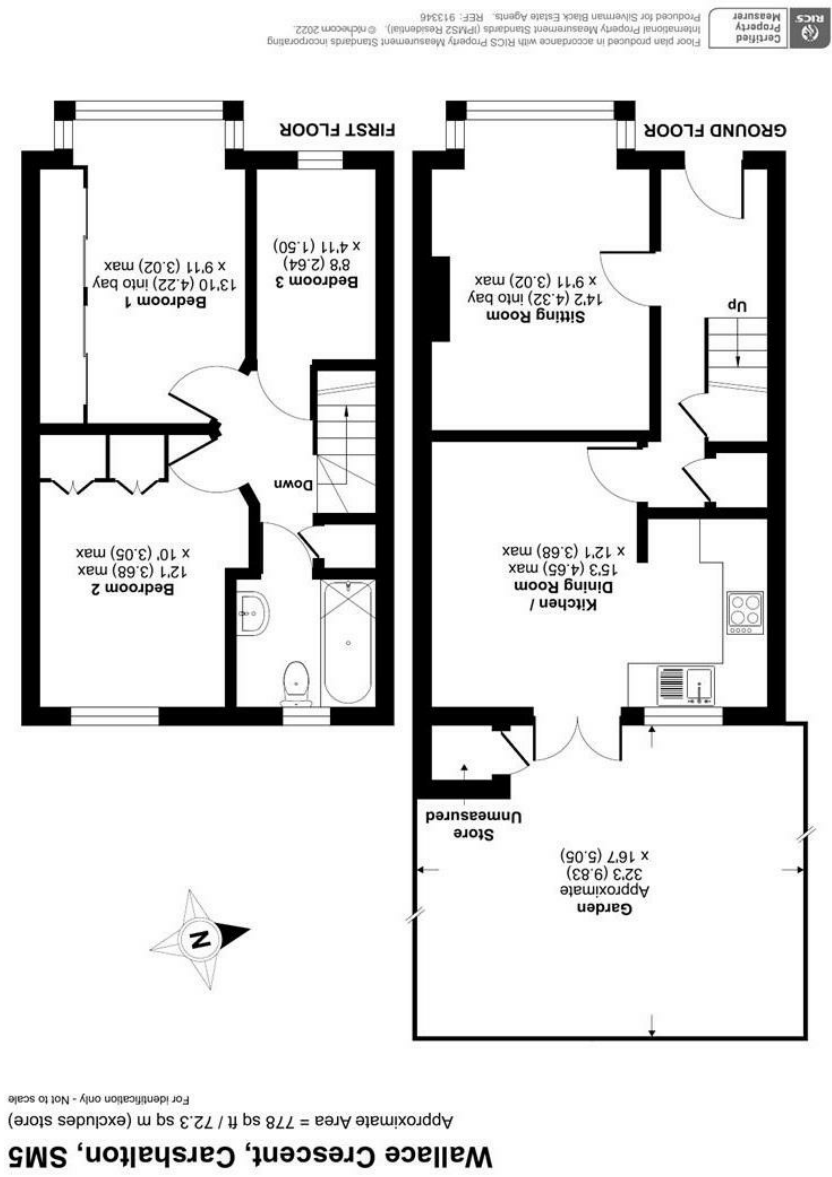 Wallace Crescent, Carshalton, SM5
Approximate Area = 778 sq ft / 72.3 sq m (excludes store)
For identification only - Not to scale
N
Garden
Approximate
32'3 (9.83)
x 16'7 (5.05)
Store
Unmeasured
Kitchen /
Dining Room
15'3 (4.65) max
x 12'1 (3.68) max
Sitting Room
14'2 (4.32) into bay
x 9'11 (3.02) max
Up
GROUND FLOOR
Bedroom 2
12'1 (3.68) max
x 10' (3.05) max
Down
Bedroom 3
8'8 (2.64)
x 4'11 (1.50)
Bedroom 1
13'10 (4.22) into bay
x 9'11 (3.02) max
FIRST FLOOR
RICS
Certified
Property
Measurer
Floor plan produced in accordance with RICS Property Measurement Standards incorporating
International Property Measurement Standards (IPMS2 Residential). ©nichecom 2022.
Produced for Silverman Black Estate Agents. REF: 913346